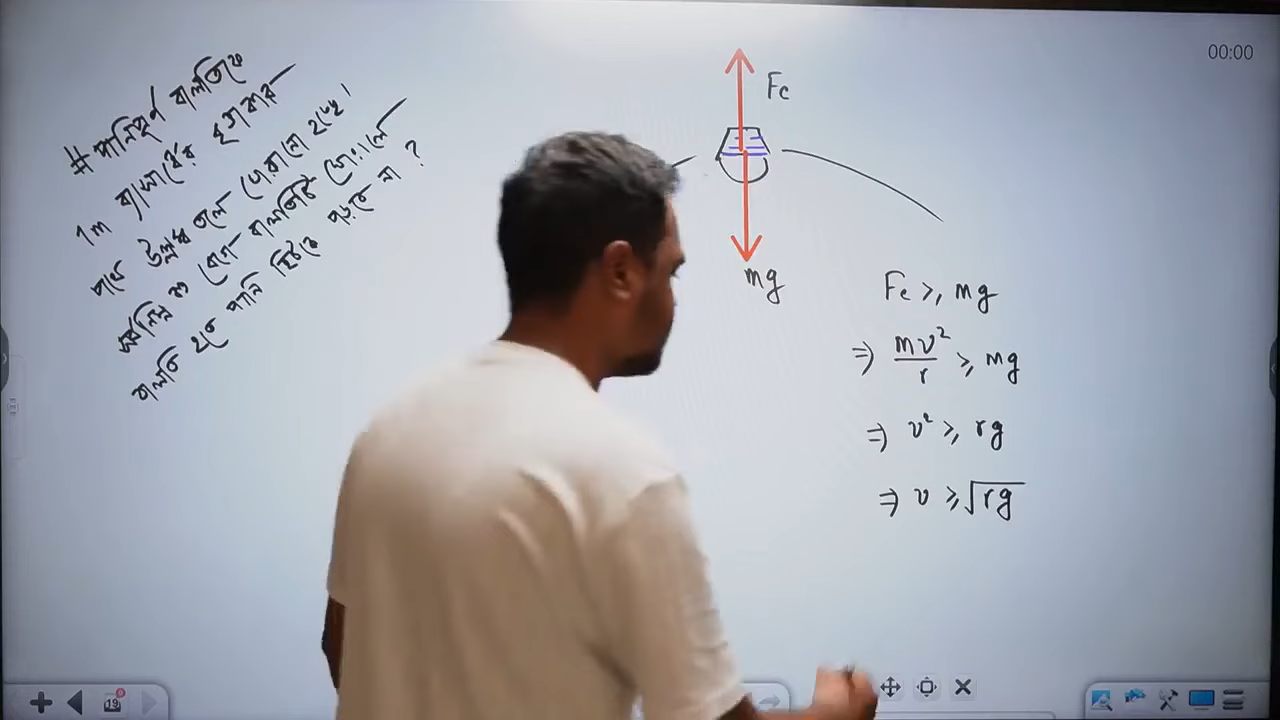 # পানিপূর্ণ বালতিকে
1m ব্যাসার্ধের বৃত্তাকার
পথে উল্লম্ব তলে ঘোরানো হচ্ছে।
সর্বনিম্ন কত বেগে বালতিটি ঘোরালে
বালতি হতে পানি ছিটকে পড়বে না ?
00:00
Fc
mg
Fc ≥ mg
⇒ mv²/r ≥ mg
⇒ v² ≥ rg
⇒ v ≥ √rg
19